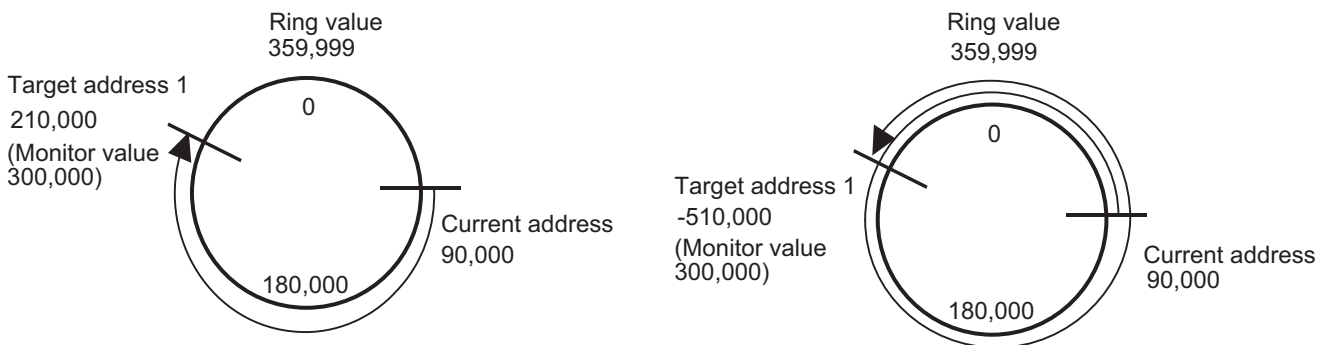 Ring value
359,999
Target address 1
210,000
(Monitor value
300,000)
0
Current address
90,000
180,000
Ring value
359,999
0
Target address 1
-510,000
(Monitor value
300,000)
Current address
90,000
180,000